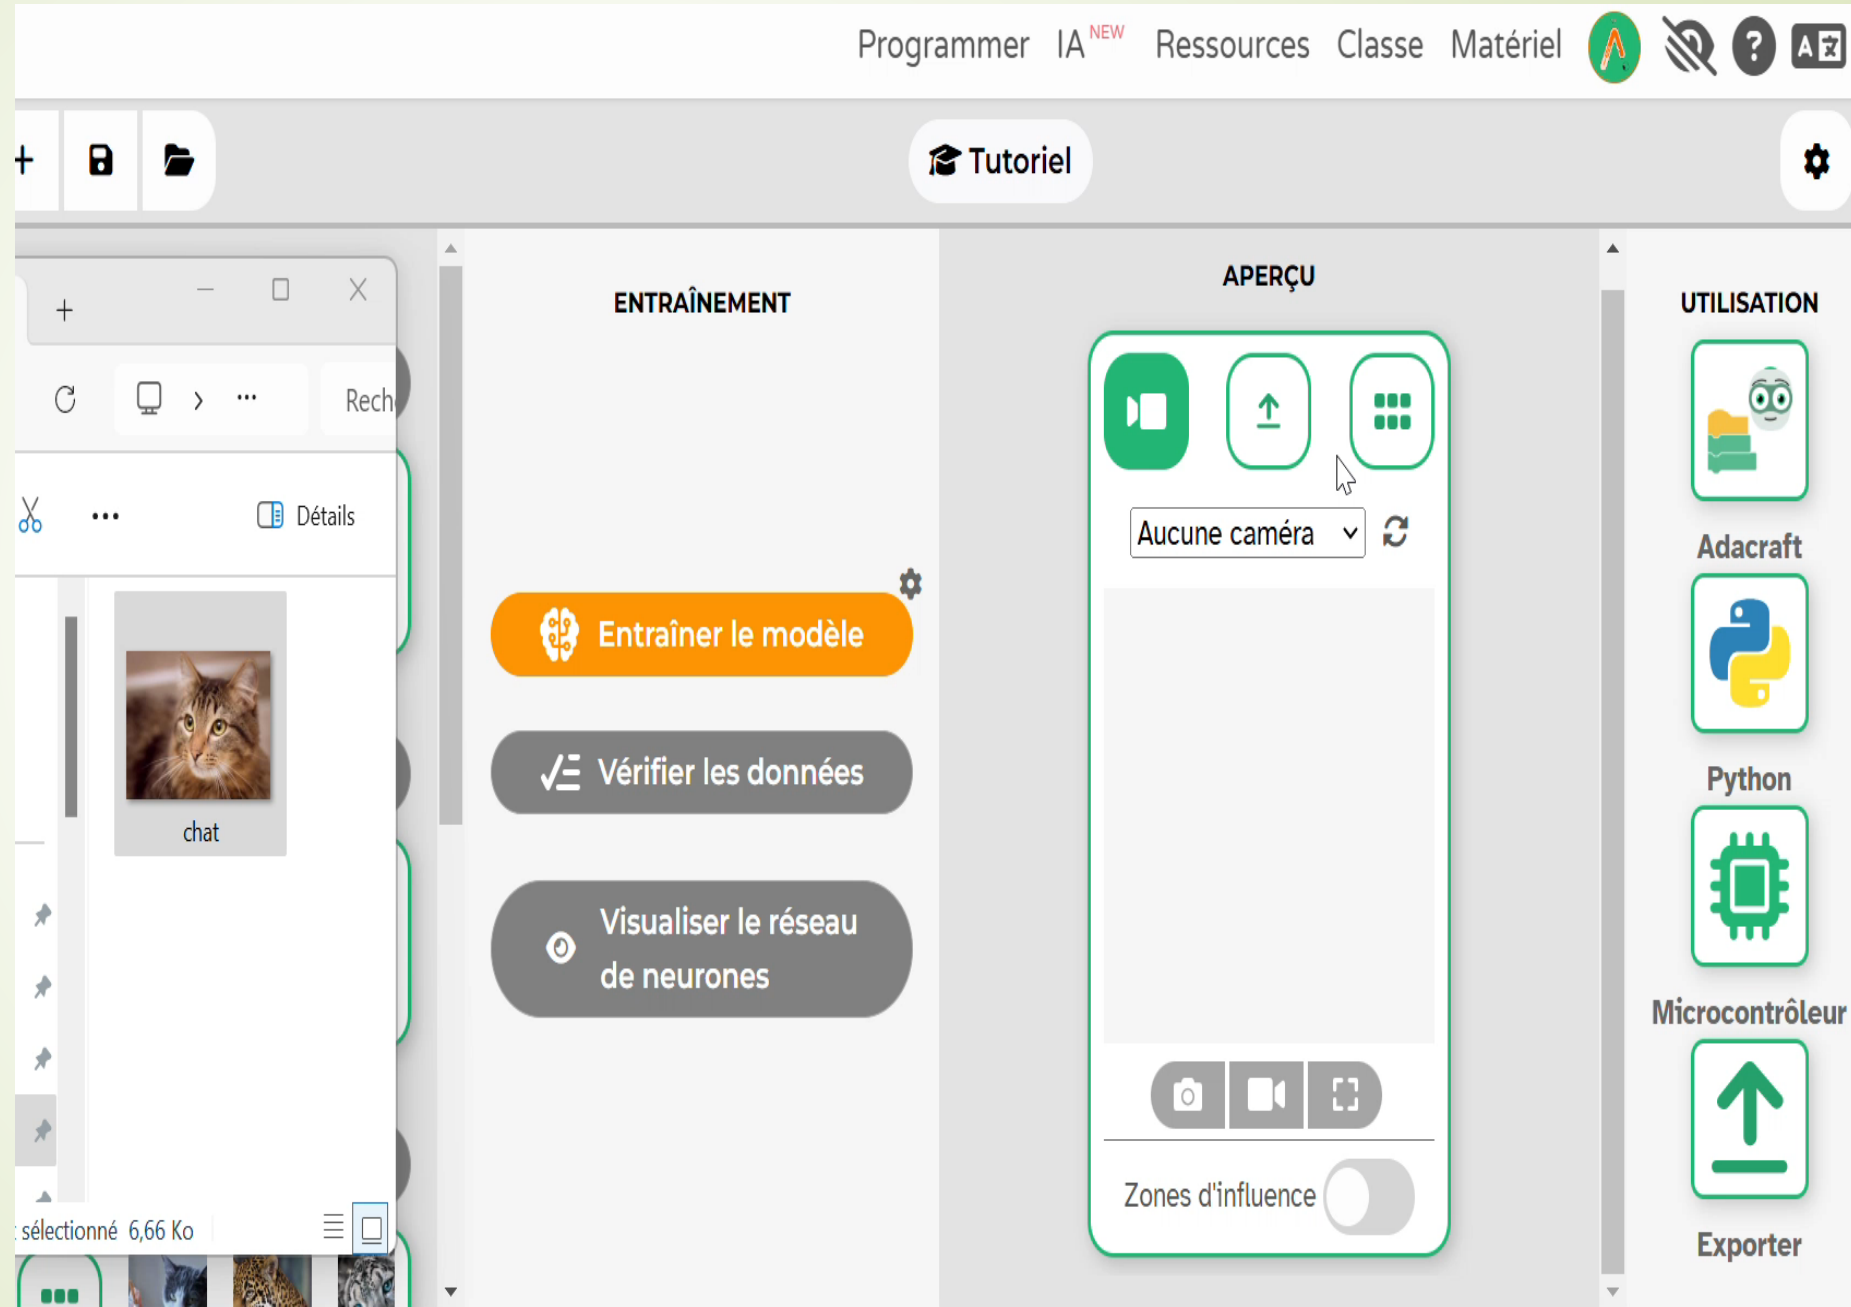 Programmer IA NEW Ressources Classe Matériel
Tutoriel
Détails
chat
sélectionné 6,66 Ko
ENTRAÎNEMENT
Entraîner le modèle
Vérifier les données
Visualiser le réseau
de neurones
APERÇU
Aucune caméra
Zones d'influence
UTILISATION
Adacraft
Python
Microcontrôleur
Exporter